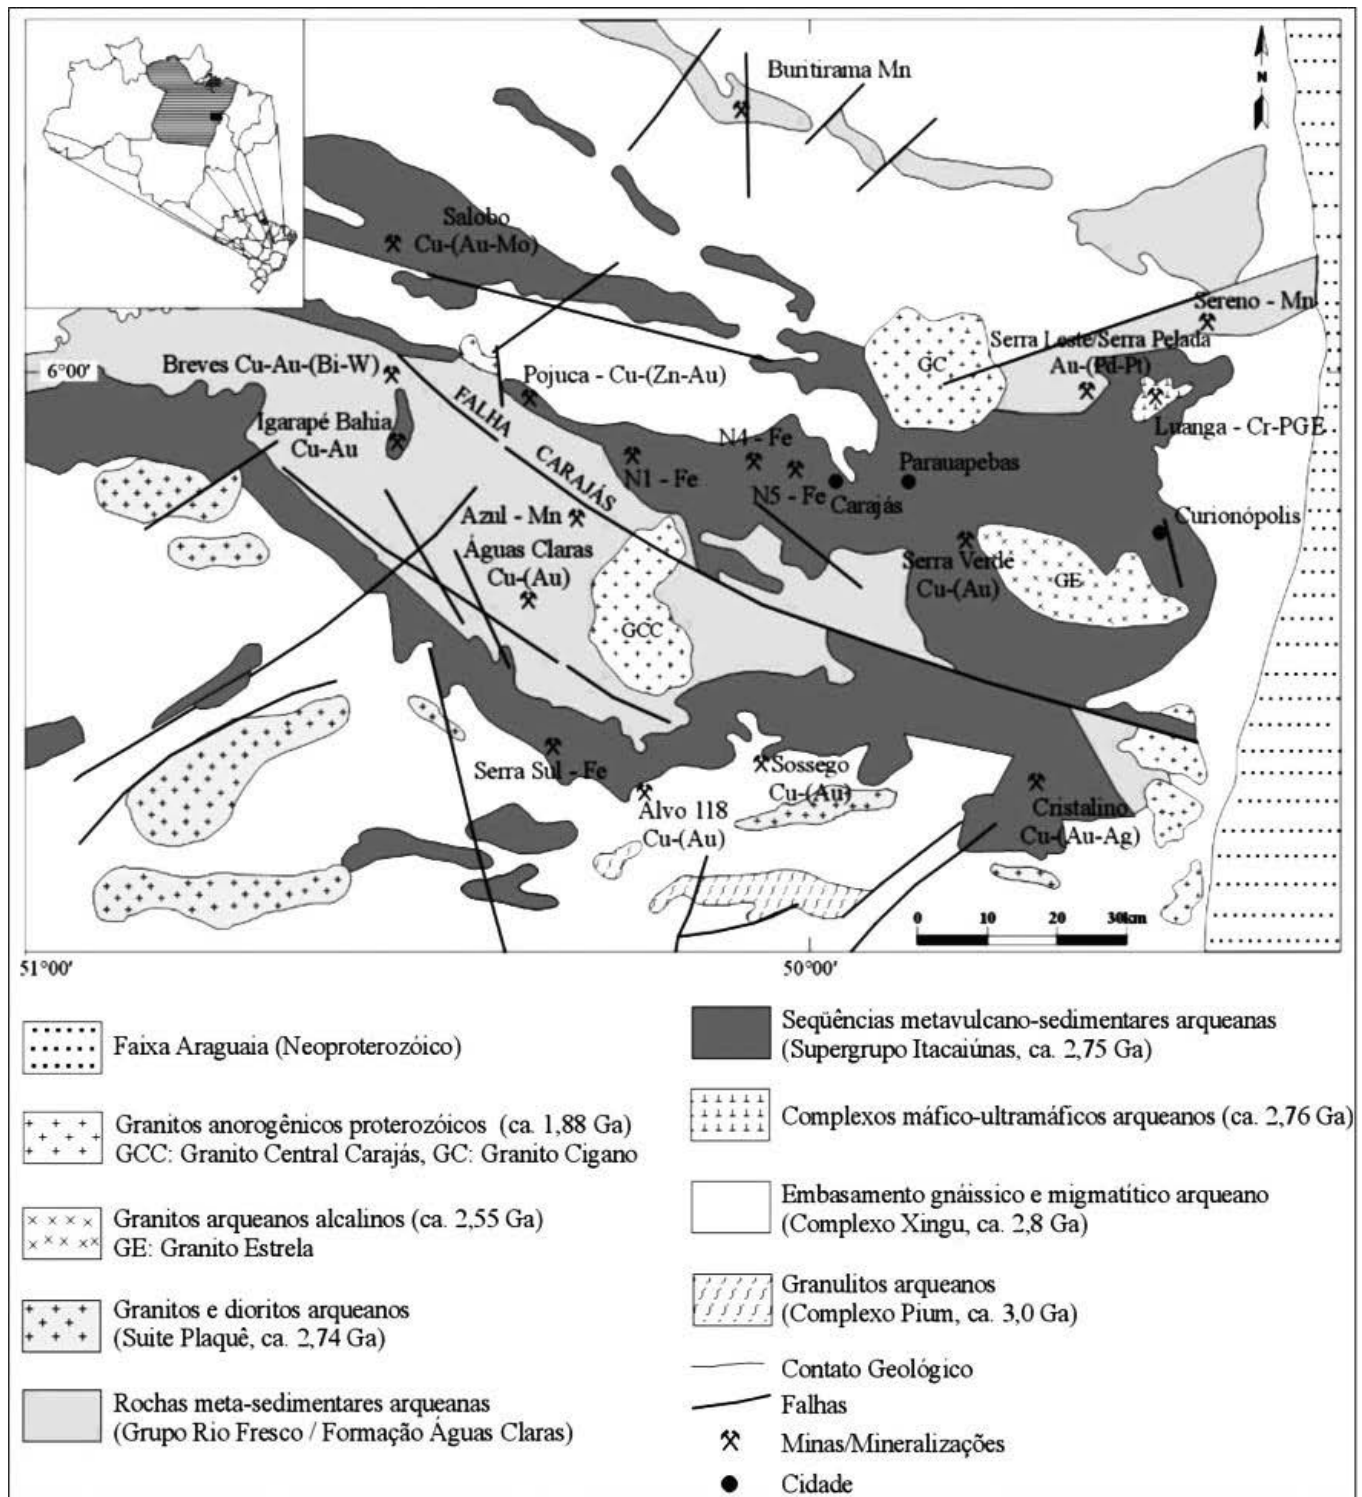 Buritirama Mn
N
Salobo
Cu-(Au-Mo)
Sereno - Mn
Serra Leste/Serra Pelada
Au-(Pd-Pt)
GC
6°00'
Breves Cu-Au-(Bi-W)
Pojuca - Cu-(Zn-Au)
FALHA CARAJÁS
Luanga - Cr-PGE
Igarapé Bahia
Cu-Au
N4 - Fe
N1 - Fe
N5 - Fe
Carajás
Parauapebas
Azul - Mn
Curionópolis
Águas Claras
Cu-(Au)
Serra Verde
Cu-(Au)
GE
GCC
Serra Sul - Fe
Sossego
Cu-(Au)
Alvo 118
Cu-(Au)
Cristalino
Cu-(Au-Ag)
0 10 20 30km
51°00'
50°00'
Faixa Araguaia (Neoproterozóico)
Granitos anorogênicos proterozóicos (ca. 1,88 Ga)
GCC: Granito Central Carajás, GC: Granito Cigano
Granitos arqueanos alcalinos (ca. 2,55 Ga)
GE: Granito Estrela
Granitos e dioritos arqueanos
(Suite Plaquê, ca. 2,74 Ga)
Rochas meta-sedimentares arqueanas
(Grupo Rio Fresco / Formação Águas Claras)
Seqüências metavulcano-sedimentares arqueanas
(Supergrupo Itacaiúnas, ca. 2,75 Ga)
Complexos máfico-ultramáficos arqueanos (ca. 2,76 Ga)
Embasamento gnáissico e migmatítico arqueano
(Complexo Xingu, ca. 2,8 Ga)
Granulitos arqueanos
(Complexo Pium, ca. 3,0 Ga)
Contato Geológico
Falhas
Minas/Mineralizações
Cidade